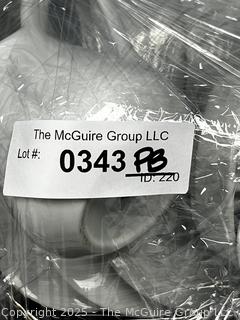 The McGuire Group LLC
Lot #: 0343 PB
ID: 220
Copyright 2025 - The McGuire Group LLC